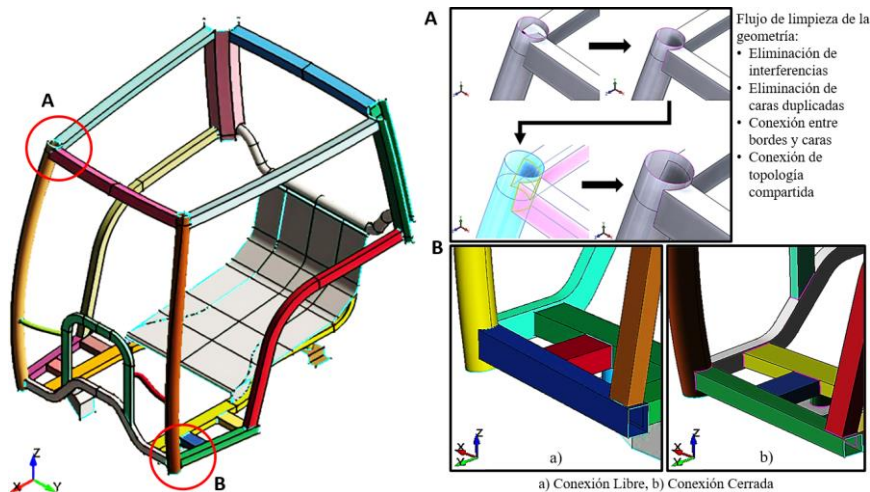 A
B
X
Y
Z
A
Flujo de limpieza de la
geometría:
• Eliminación de
interferencias
• Eliminación de
caras duplicadas
• Conexión entre
bordes y caras
• Conexión de
topología
compartida
B
Z
X
Y
a)
Z
X
Y
b)
a) Conexión Libre, b) Conexión Cerrada